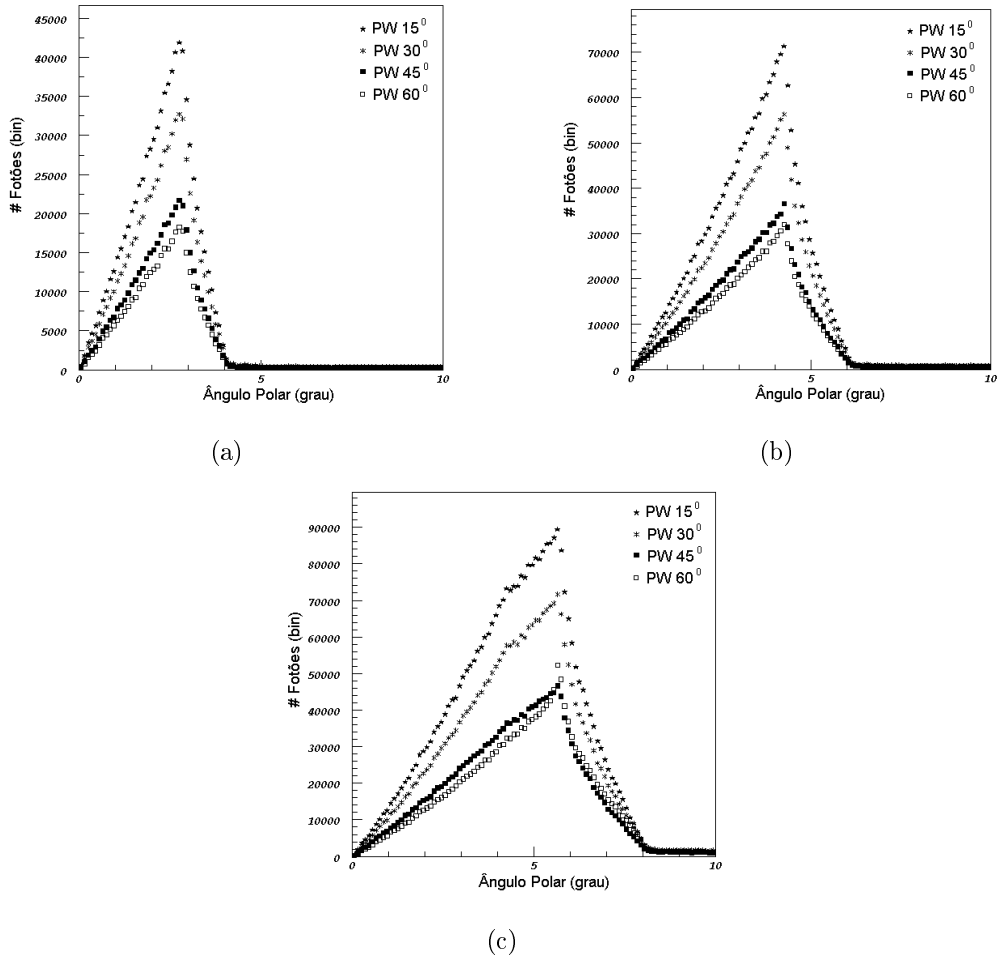 45000
40000
35000
30000
25000
20000
15000
10000
5000
0
# Fotões (bin)
PW 15⁰
PW 30⁰
PW 45⁰
PW 60⁰
0
5
10
Ângulo Polar (grau)
(a)
70000
60000
50000
40000
30000
20000
10000
0
# Fotões (bin)
PW 15⁰
PW 30⁰
PW 45⁰
PW 60⁰
0
5
10
Ângulo Polar (grau)
(b)
90000
80000
70000
60000
50000
40000
30000
20000
10000
0
# Fotões (bin)
PW 15⁰
PW 30⁰
PW 45⁰
PW 60⁰
0
5
10
Ângulo Polar (grau)
(c)